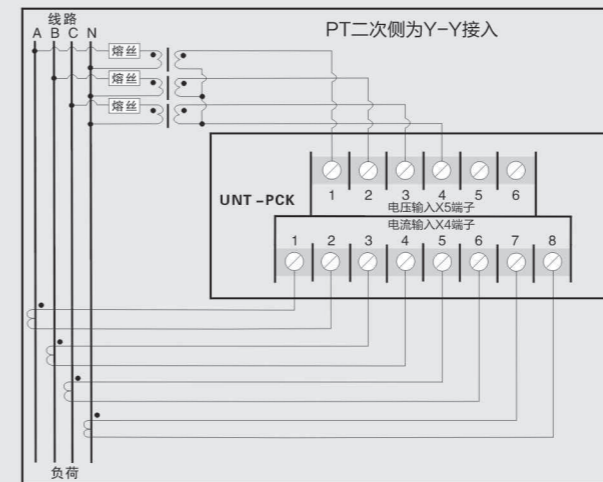 线路
PT二次侧为Y-Y接入
A B C N
熔丝
熔丝
熔丝
UNT-PCK
1 2 3 4 5 6
电压输入X5端子
电流输入X4端子
1 2 3 4 5 6 7 8
负荷